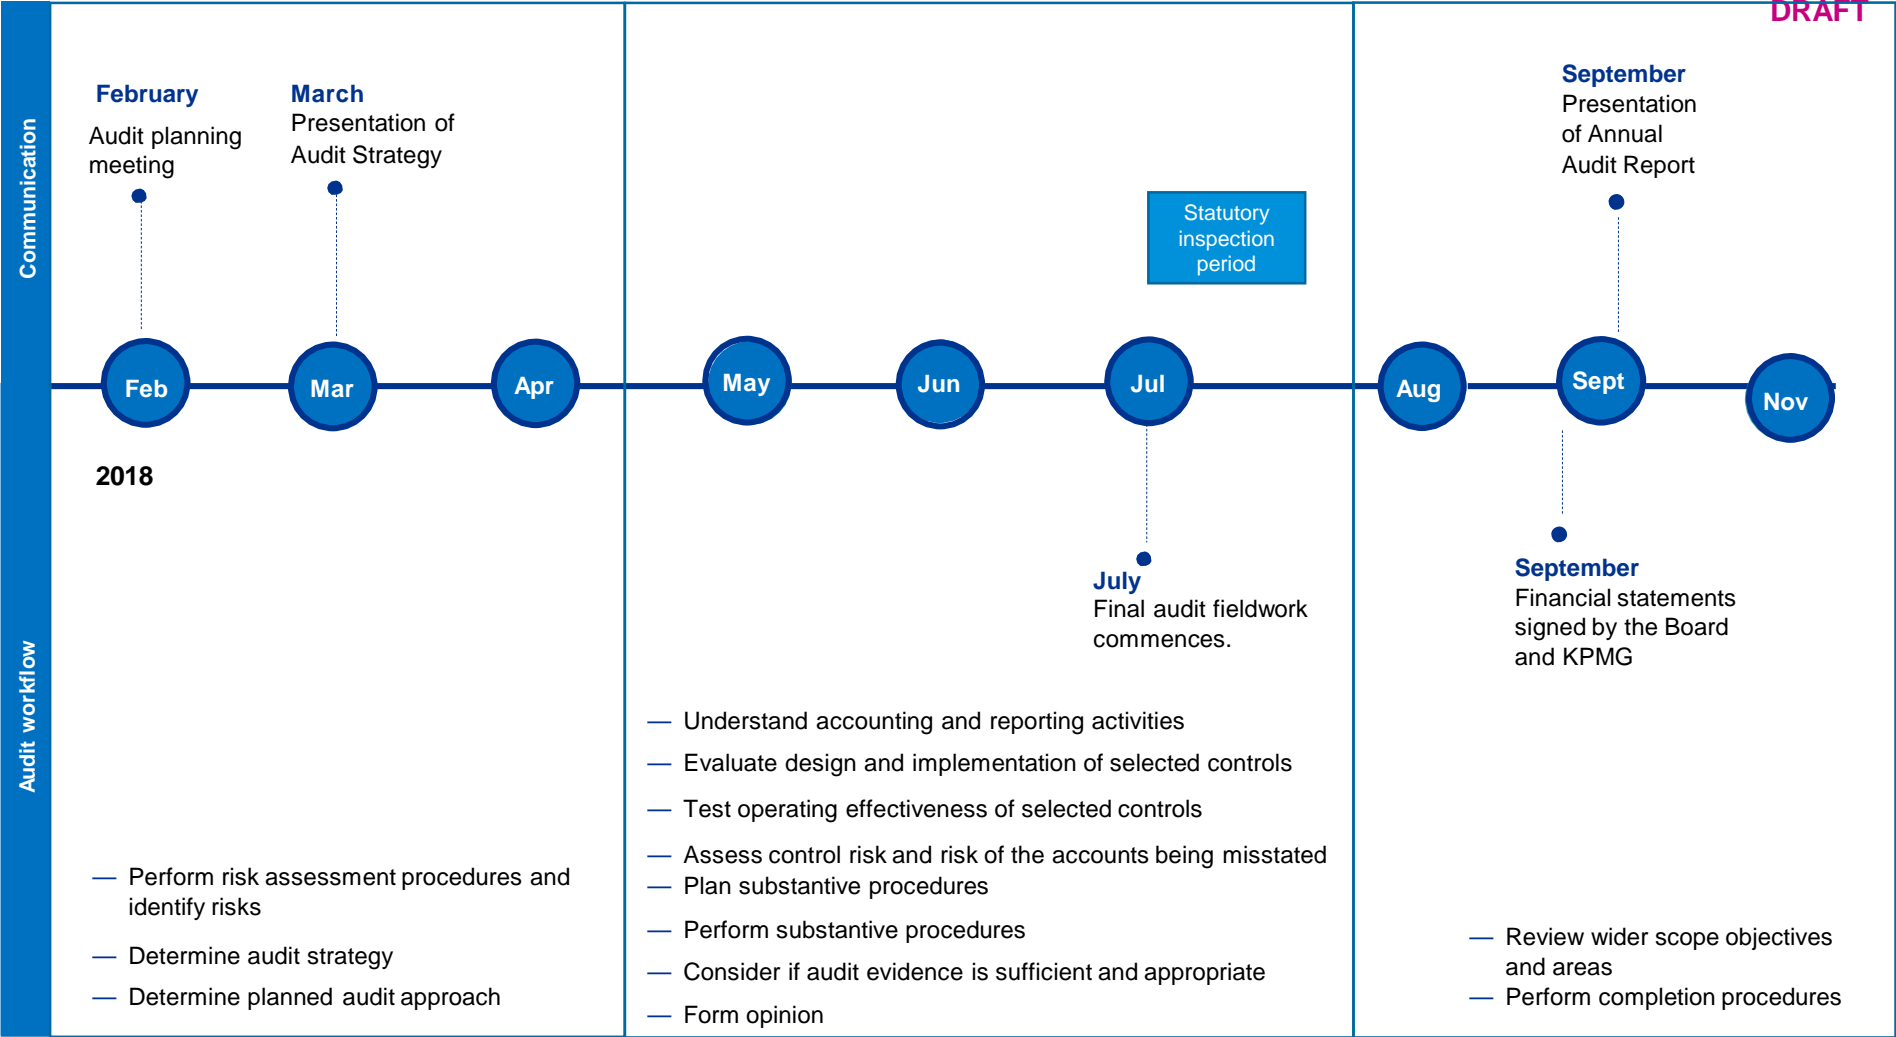 DRAFT
Communication
February
Audit planning
meeting
March
Presentation of
Audit Strategy
Statutory
inspection
period
September
Presentation
of Annual
Audit Report
Feb
Mar
Apr
May
Jun
Jul
Aug
Sept
Nov
2018
Audit workflow
July
Final audit fieldwork
commences.
September
Financial statements
signed by the Board
and KPMG
— Perform risk assessment procedures and
identify risks
— Determine audit strategy
— Determine planned audit approach
— Understand accounting and reporting activities
— Evaluate design and implementation of selected controls
— Test operating effectiveness of selected controls
— Assess control risk and risk of the accounts being misstated
— Plan substantive procedures
— Perform substantive procedures
— Consider if audit evidence is sufficient and appropriate
— Form opinion
— Review wider scope objectives
and areas
— Perform completion procedures